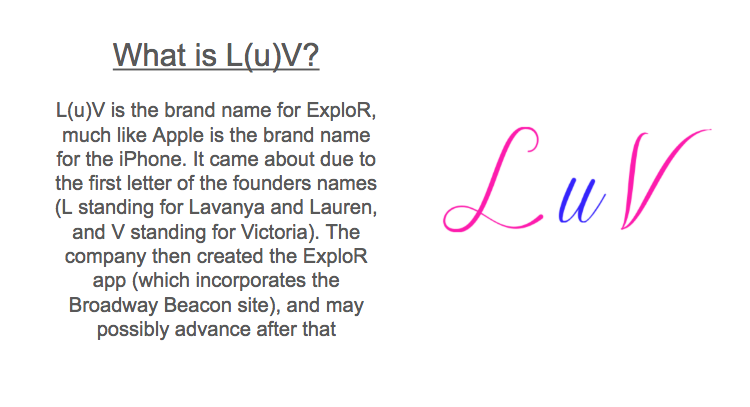 What is L(u)V?
L(u)V is the brand name for ExploR,
much like Apple is the brand name
for the iPhone. It came about due to
the first letter of the founders names
(L standing for Lavanya and Lauren,
and V standing for Victoria). The
company then created the ExploR
app (which incorporates the
Broadway Beacon site), and may
possibly advance after that
LuV